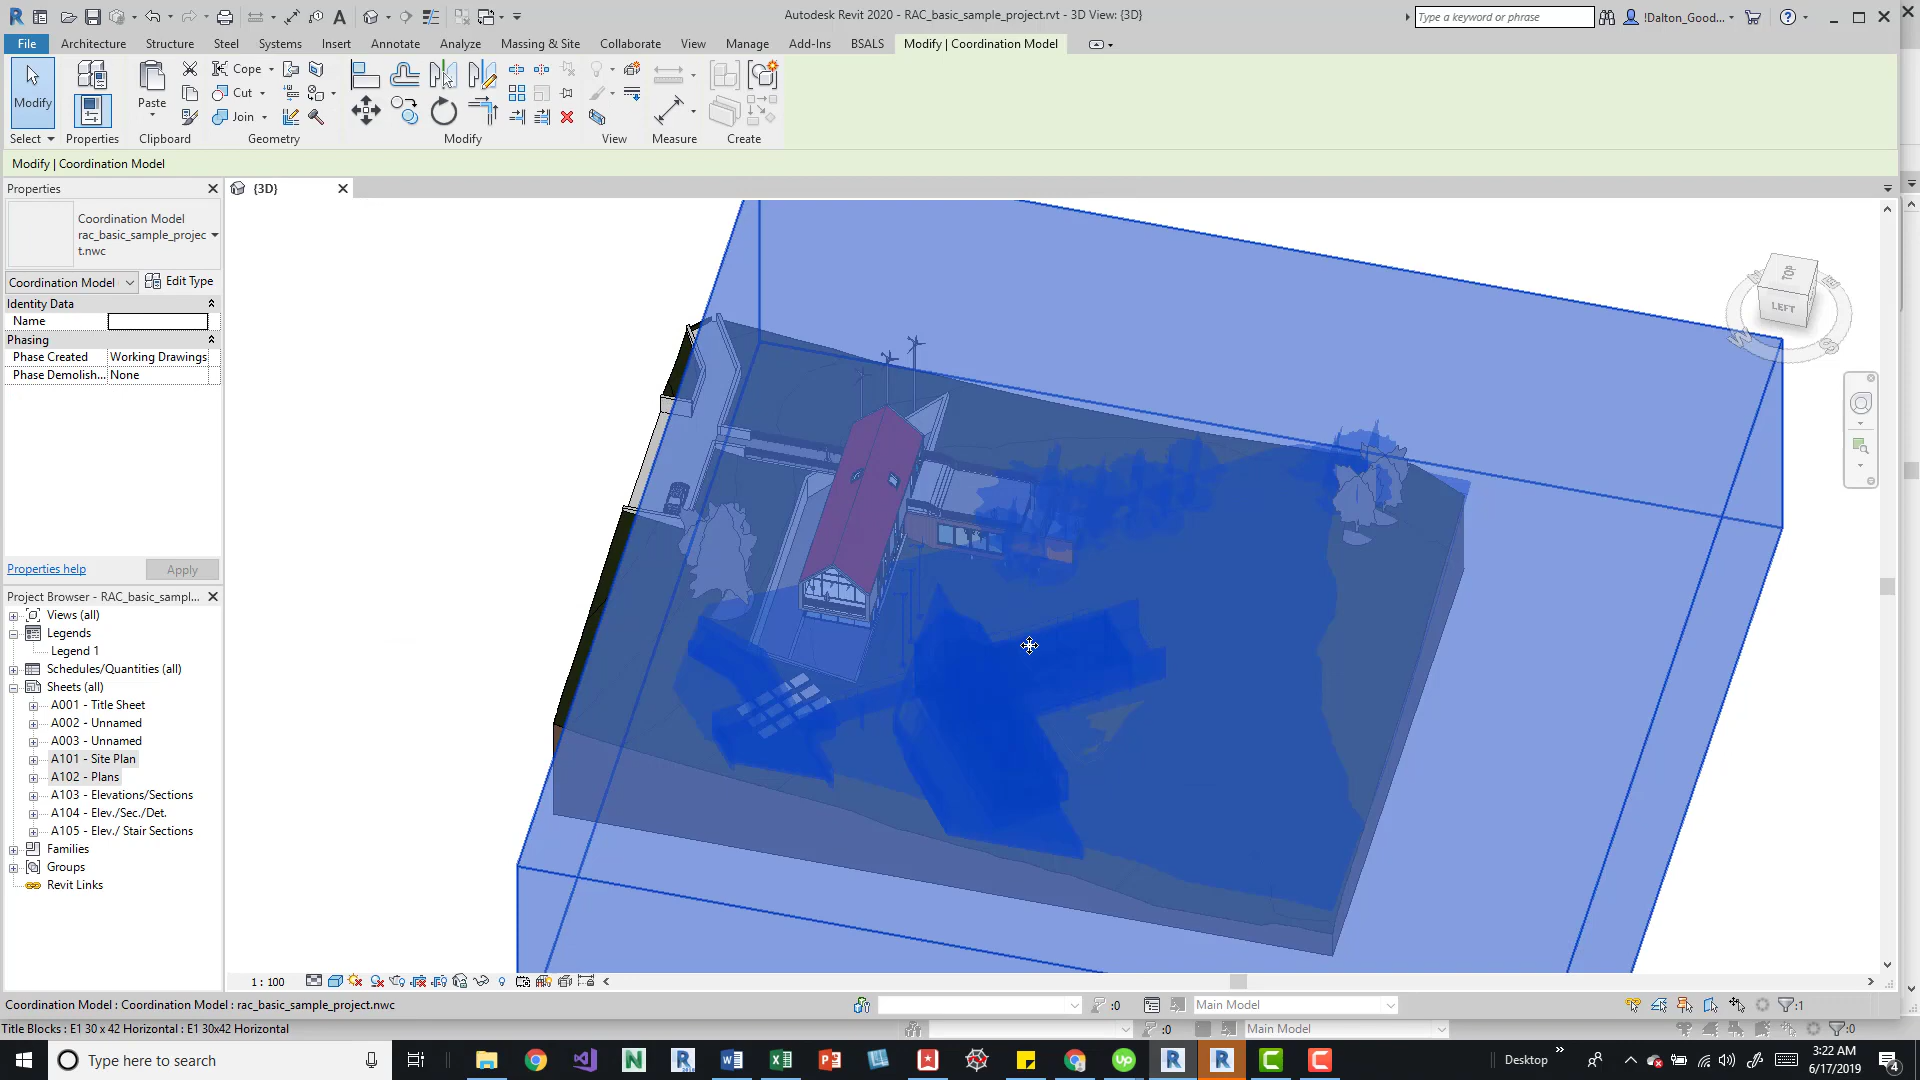 Autodesk Revit 2020 - RAC_basic_sample_project.rvt - 3D View: {3D}
Type a keyword or phrase
!Dalton_Good...
File Architecture Structure Steel Systems Insert Annotate Analyze Massing & Site Collaborate View Manage Add-Ins BSALS Modify | Coordination Model
Modify
Paste
Cope
Cut
Join
Select Properties Clipboard Geometry Modify View Measure Create
Modify | Coordination Model
Properties
{3D}
Coordination Model
rac_basic_sample_projec
t.nwc
Coordination Model
Edit Type
Identity Data
Name
Phasing
Phase Created Working Drawings
Phase Demolish... None
Properties help
Apply
Project Browser - RAC_basic_sampl...
Views (all)
Legends
Legend 1
Schedules/Quantities (all)
Sheets (all)
A001 - Title Sheet
A002 - Unnamed
A003 - Unnamed
A101 - Site Plan
A102 - Plans
A103 - Elevations/Sections
A104 - Elev./Sec./Det.
A105 - Elev./ Stair Sections
Families
Groups
Revit Links
TOP
LEFT
W
S
1 : 100
Coordination Model : Coordination Model : rac_basic_sample_project.nwc
:0
Main Model
:1
Title Blocks : E1 30 x 42 Horizontal : E1 30x42 Horizontal
:0
Main Model
:0
Type here to search
Desktop
3:22 AM
6/17/2019
4